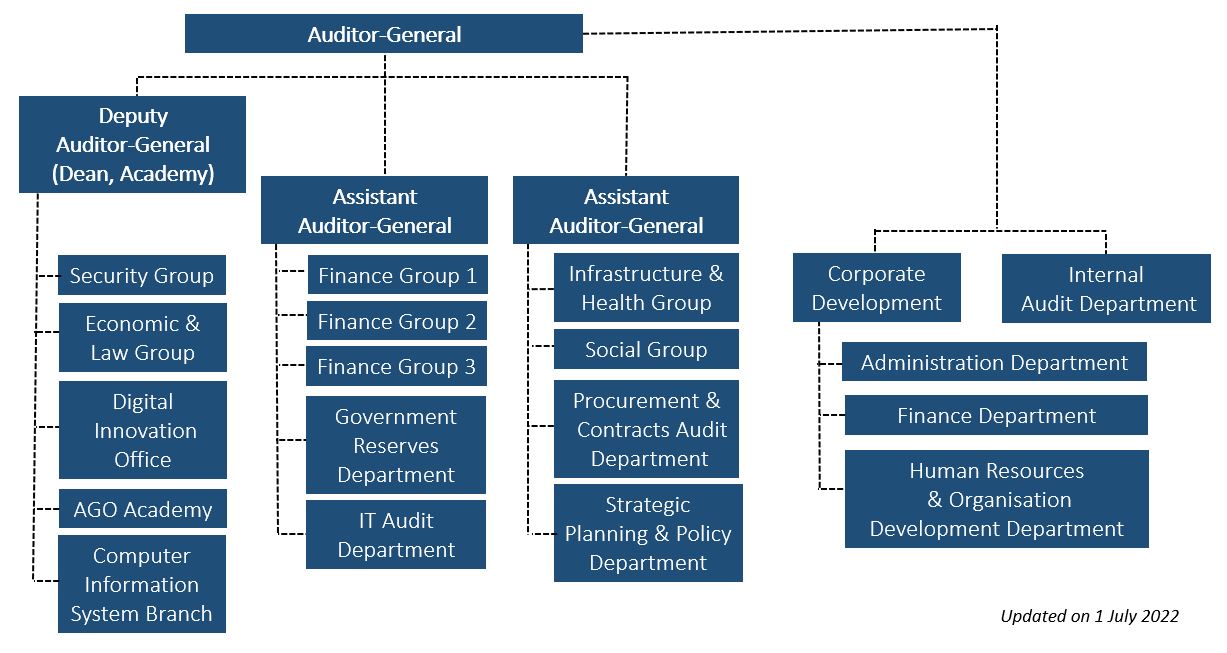 Auditor-General
Deputy
Auditor-General
(Dean, Academy)
Security Group
Economic &
Law Group
Digital
Innovation
Office
AGO Academy
Computer
Information
System Branch
Assistant
Auditor-General
Finance Group 1
Finance Group 2
Finance Group 3
Government
Reserves
Department
IT Audit
Department
Assistant
Auditor-General
Infrastructure &
Health Group
Social Group
Procurement &
Contracts Audit
Department
Strategic
Planning & Policy
Department
Corporate
Development
Administration Department
Finance Department
Human Resources
& Organisation
Development Department
Internal
Audit Department
Updated on 1 July 2022